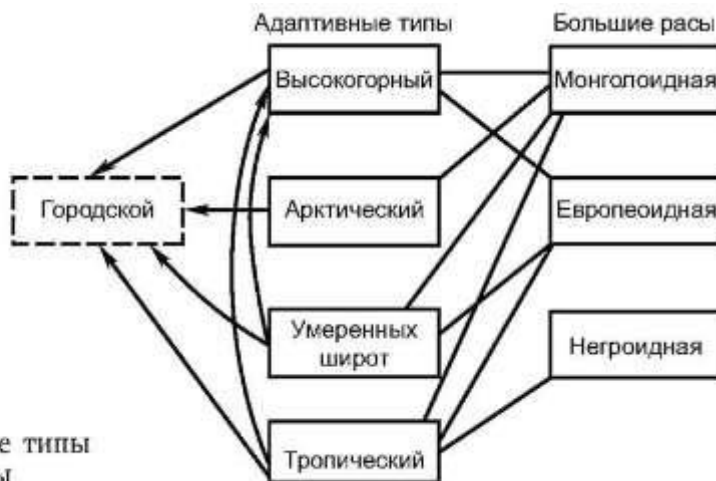 Адаптивные типы
Большие расы
Высокогорный
Монголоидная
Городской
Арктический
Европеоидная
Умеренных
широт
Негроидная
Тропический
типы